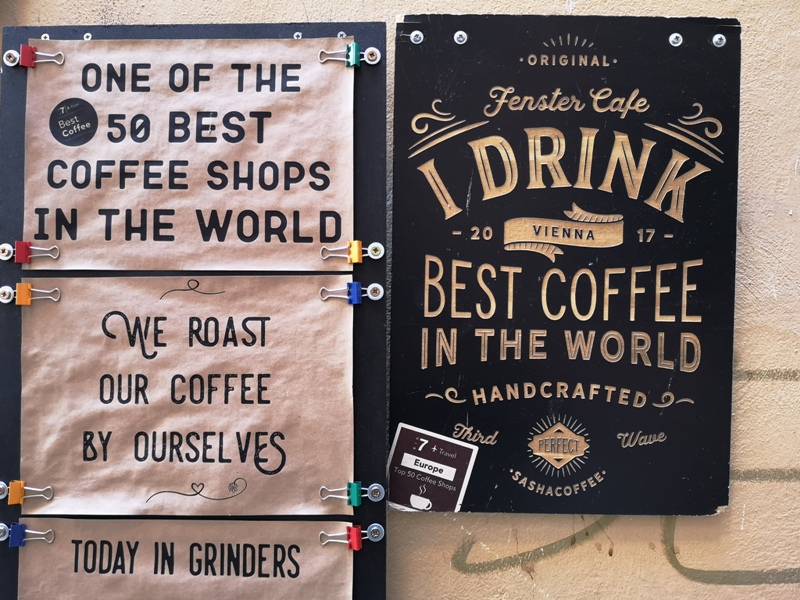 ONE OF THE
50 BEST
COFFEE SHOPS
IN THE WORLD
7
Best
Coffee
WE ROAST
OUR COFFEE
BY OURSELVES
TODAY IN GRINDERS
·ORIGINAL·
Fenster Cafe
I DRINK
- 20 VIENNA 17 -
BEST COFFEE
IN THE WORLD
HANDCRAFTED
Third PERFECT Wave
·SASHACOFFEE·
7 + Travel
Europe
Top 50 Coffee Shops